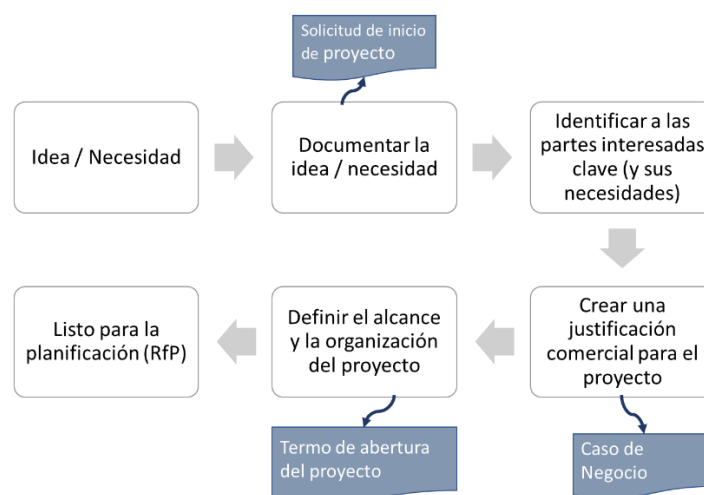 Solicitud de inicio
de proyecto
Idea / Necesidad
Documentar la
idea / necesidad
Identificar a las
partes interesadas
clave (y sus
necesidades)
Crear una
justificación
comercial para el
proyecto
Definir el alcance
y la organización
del proyecto
Listo para la
planificación (RfP)
Termo de abertura
del proyecto
Caso de
Negocio